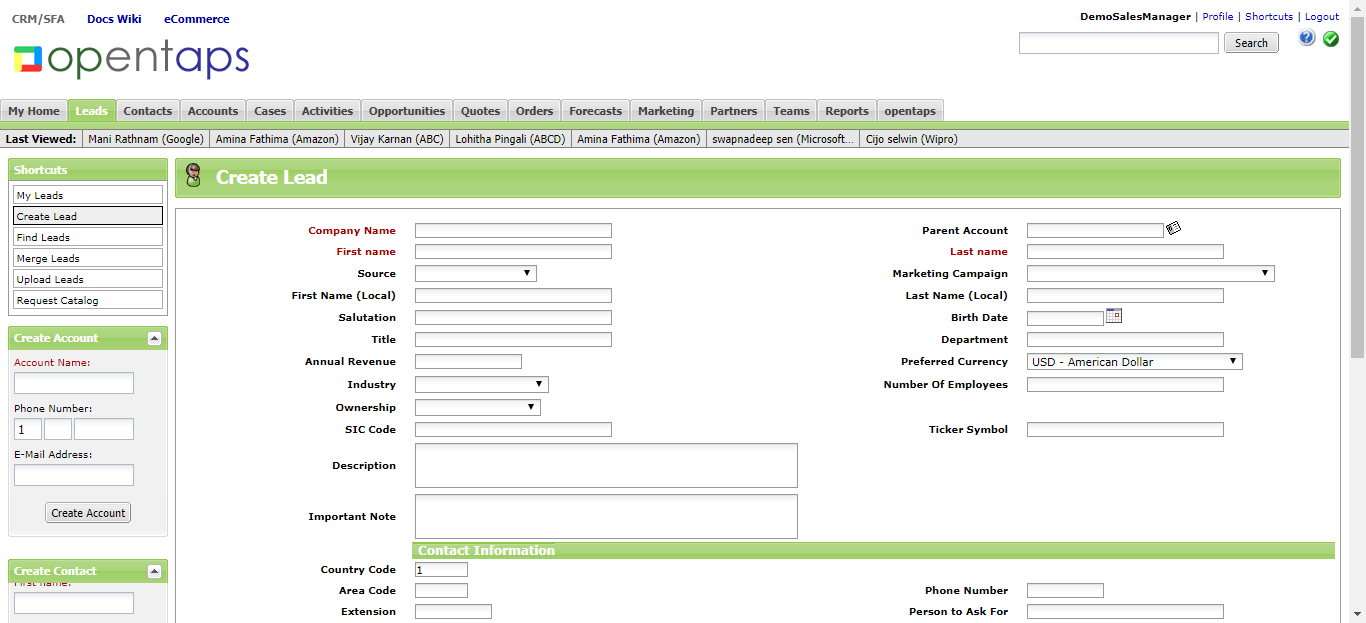 CRM/SFA Docs Wiki eCommerce
DemoSalesManager | Profile | Shortcuts | Logout
opentaps
Search
My Home Leads Contacts Accounts Cases Activities Opportunities Quotes Orders Forecasts Marketing Partners Teams Reports opentaps
Last Viewed: Mani Rathnam (Google) Amina Fathima (Amazon) Vijay Karnan (ABC) Lohitha Pingali (ABCD) Amina Fathima (Amazon) swapnadeep sen (Microsoft... Cijo selwin (Wipro)
Shortcuts
My Leads
Create Lead
Find Leads
Merge Leads
Upload Leads
Request Catalog
Create Account
Account Name:
Phone Number:
1
E-Mail Address:
Create Account
Create Contact
First name:
Create Lead
Company Name Parent Account
First name Last name
Source Marketing Campaign
First Name (Local) Last Name (Local)
Salutation Birth Date
Title Department
Annual Revenue Preferred Currency USD - American Dollar
Industry Number Of Employees
Ownership
SIC Code Ticker Symbol
Description
Important Note
Contact Information
Country Code 1
Area Code Phone Number
Extension Person to Ask For